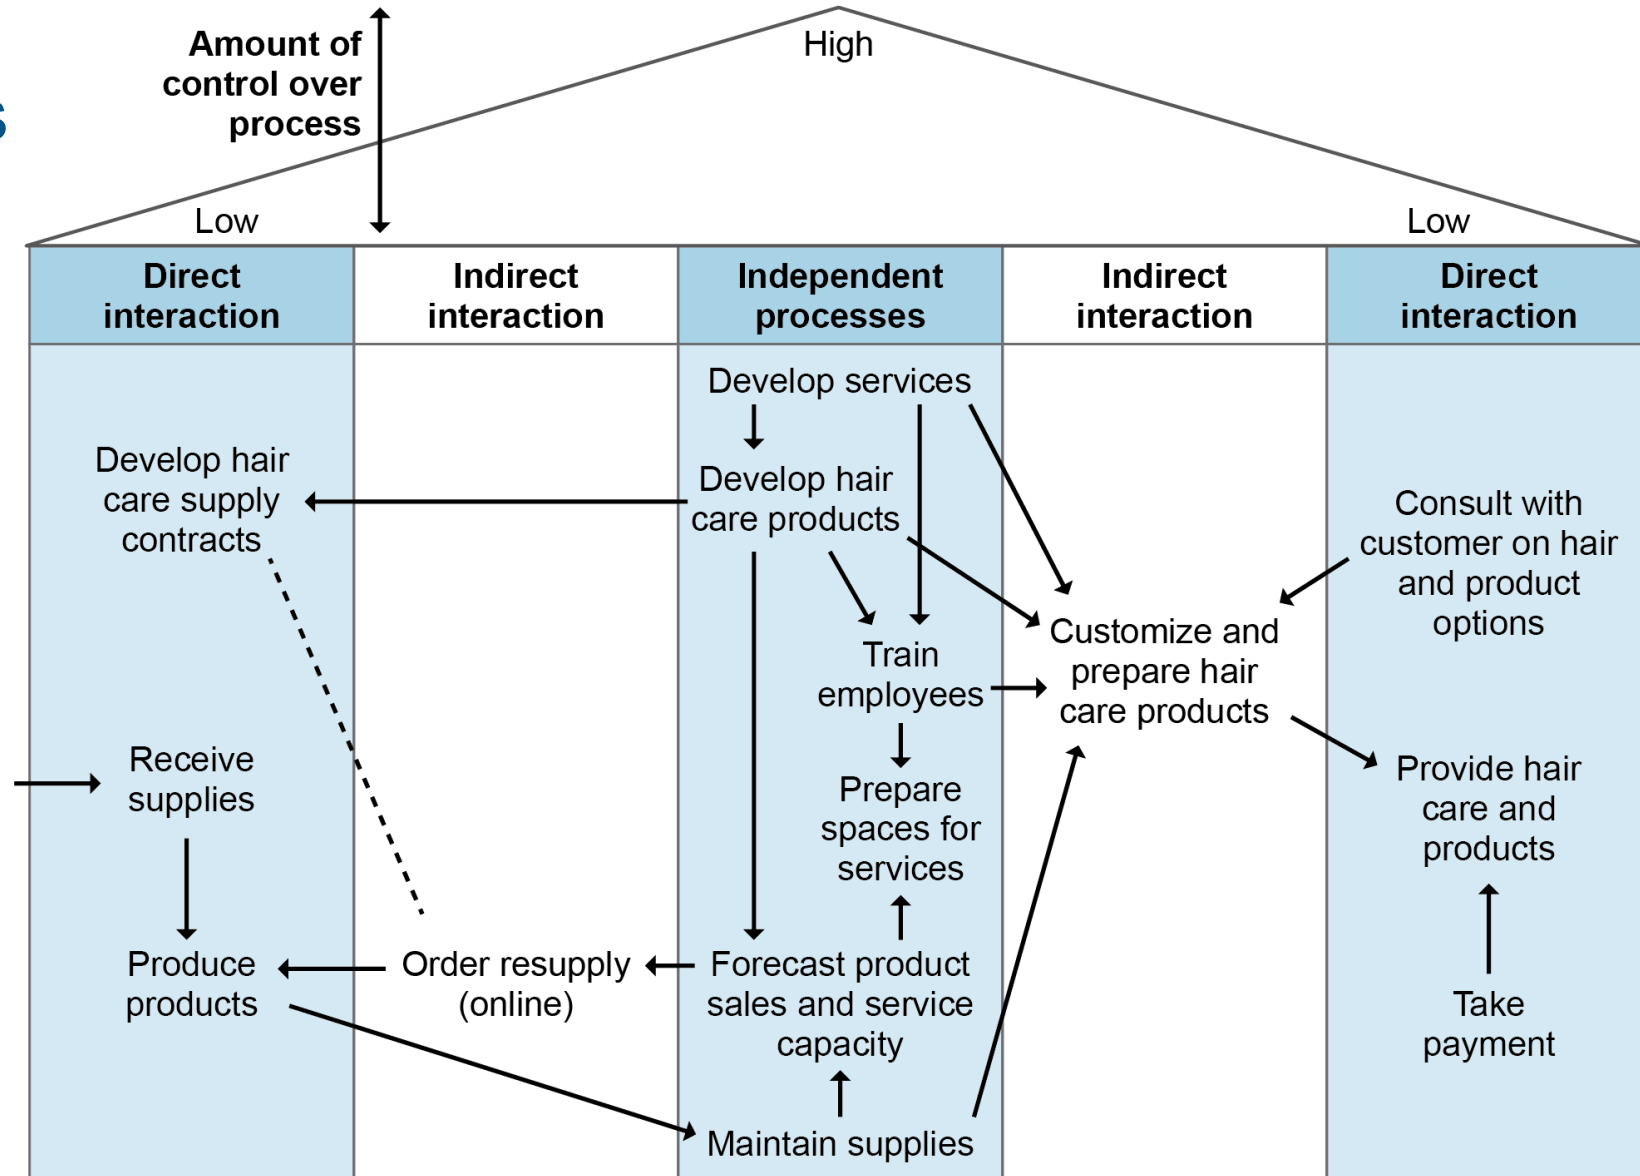 Amount of
control over
process
High
s
Low
Low
Direct
interaction
Indirect
interaction
Independent
processes
Indirect
interaction
Direct
interaction
Develop services
Develop hair
care supply
contracts
Develop hair
care products
Consult with
customer on hair
and product
options
Customize and
prepare hair
care products
Train
employees
Receive
supplies
Prepare
spaces for
services
Provide hair
care and
products
Produce
products
Order resupply
(online)
Forecast product
sales and service
capacity
Take
payment
Maintain supplies